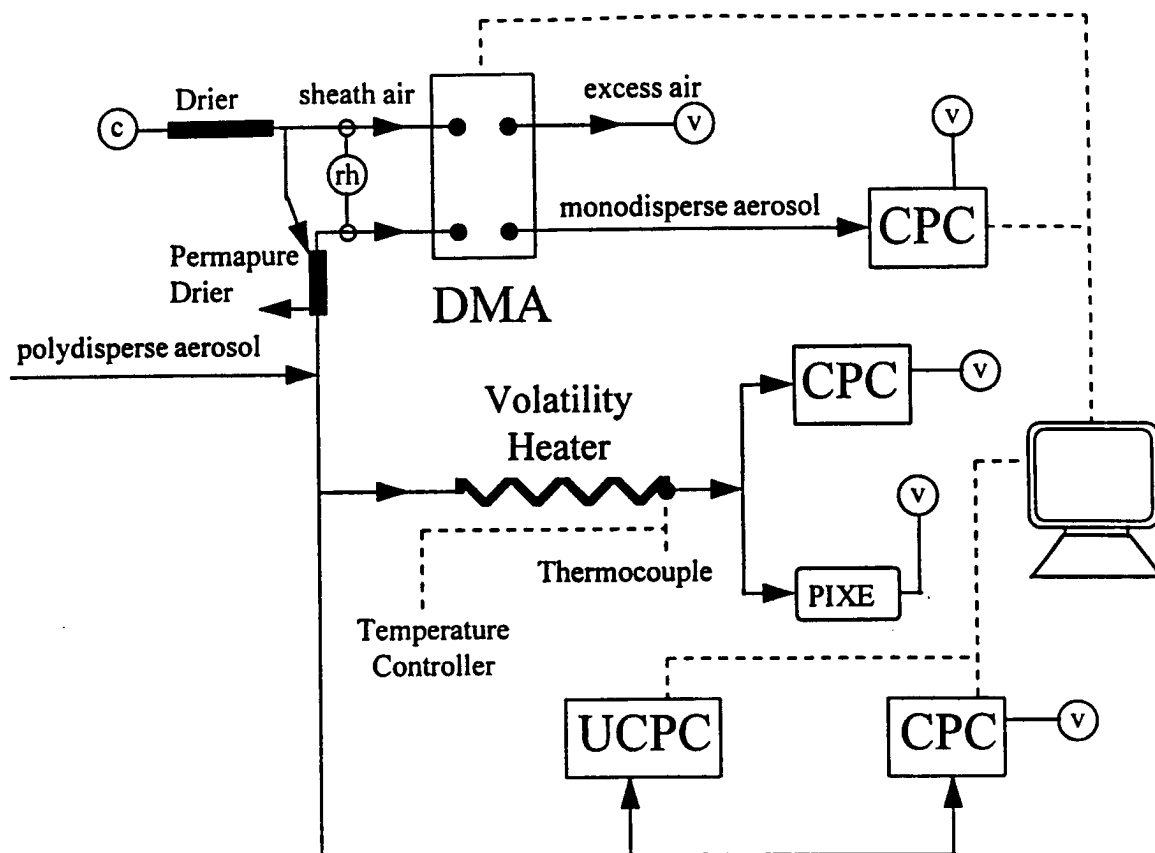 Drier
sheath air
excess air
c
v
v
rh
monodisperse aerosol
CPC
Permapure
Drier
DMA
polydisperse aerosol
CPC
v
Volatility
Heater
v
Thermocouple
PIXE
Temperature
Controller
UCPC
CPC
v